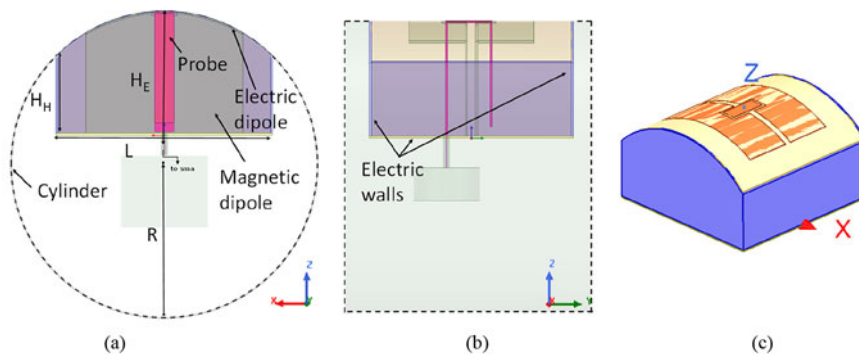 Probe
H_E
H_H
Electric
dipole
L
to SMA
Magnetic
dipole
Cylinder
R
Z
X
Y
(a)
Electric
walls
Z
X
Y
(b)
Z
X
(c)